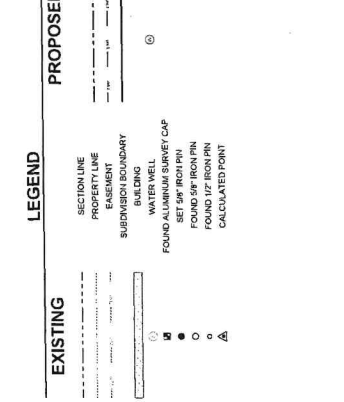 LEGEND
EXISTING
PROPOSED
SECTION LINE
PROPERTY LINE
EASEMENT
SUBDIVISION BOUNDARY
BUILDING
WATER WELL
FOUND ALUMINUM SURVEY CAP
SET 5/8" IRON PIN
FOUND 5/8" IRON PIN
FOUND 1/2" IRON PIN
CALCULATED POINT